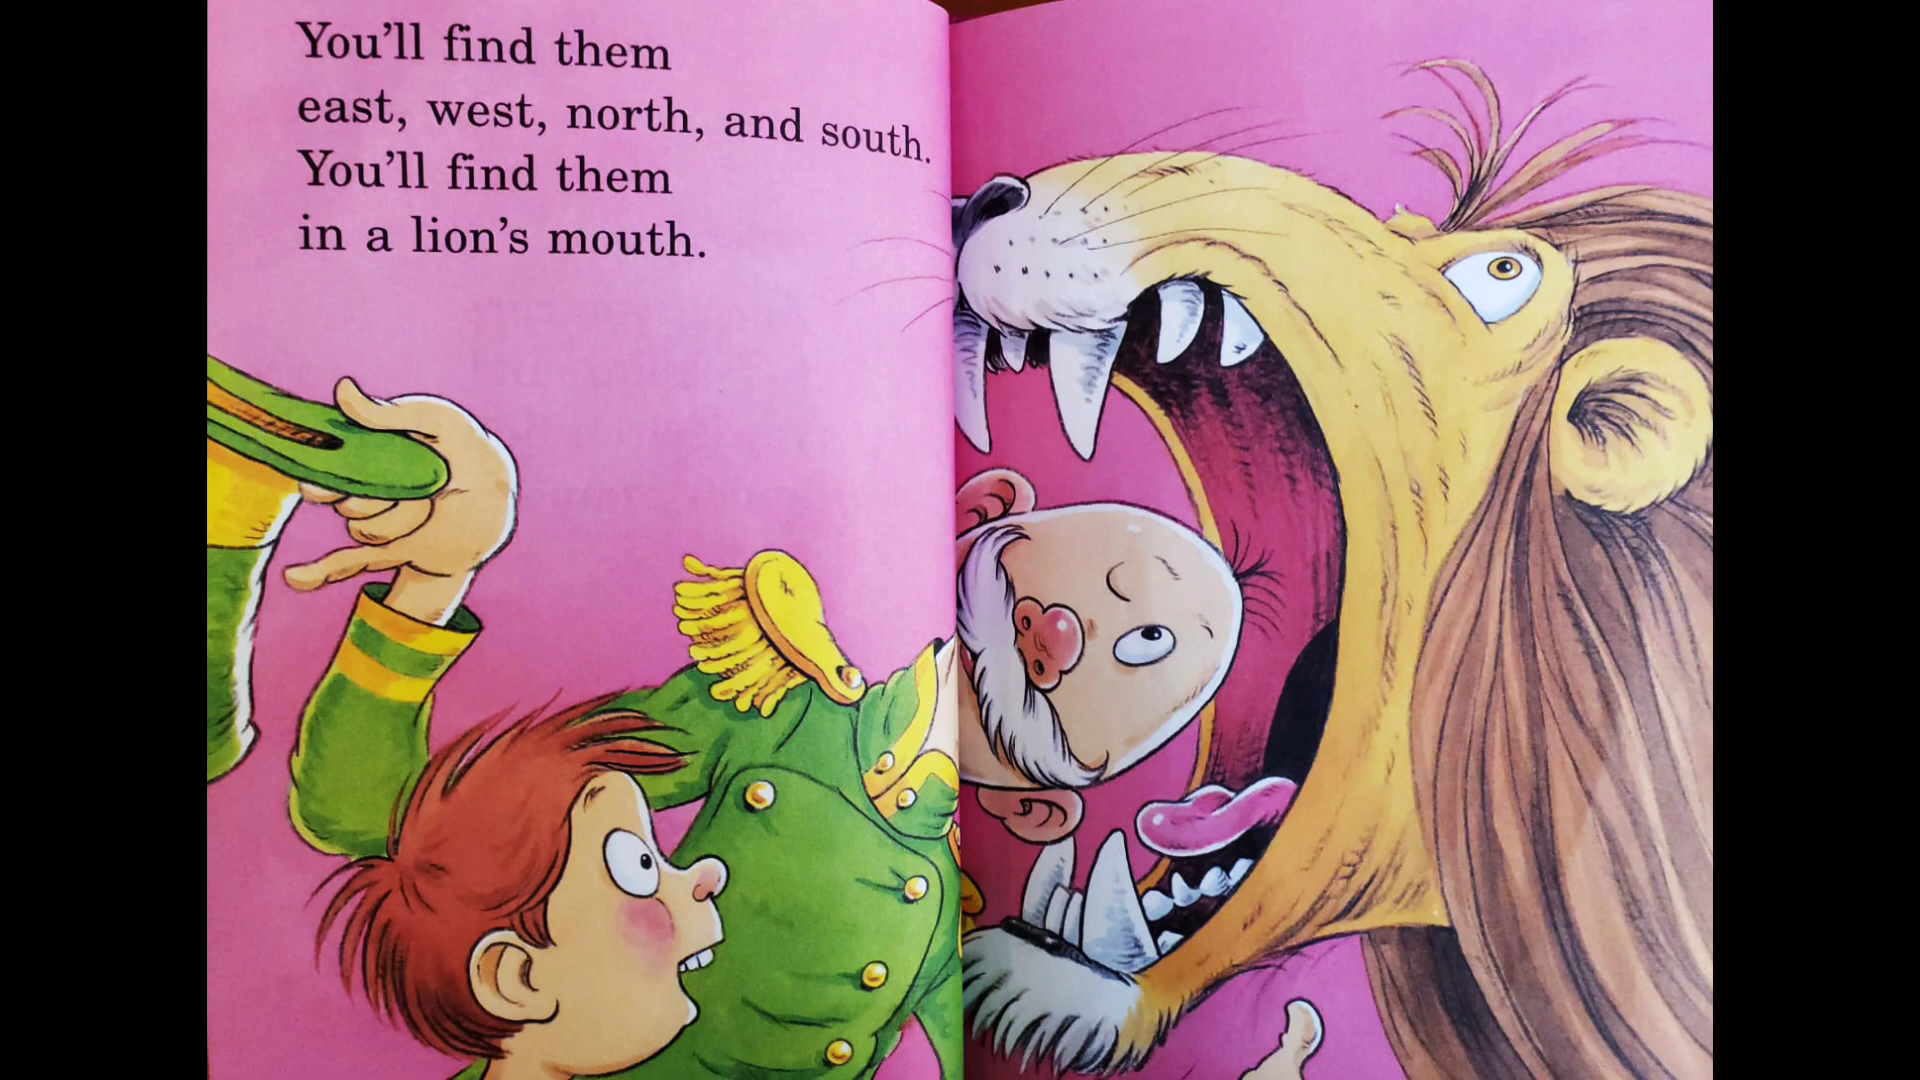 You'll find them
east, west, north, and south.
You'll find them
in a lion's mouth.